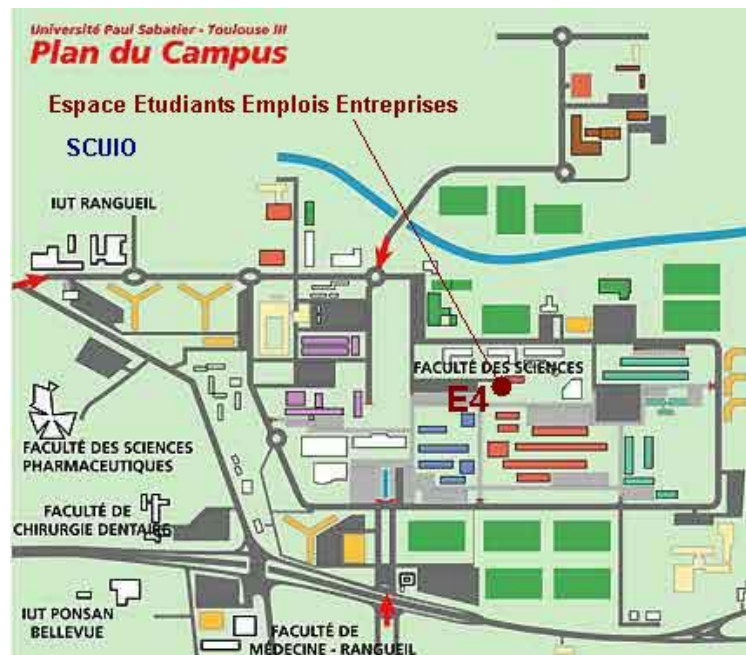 Université Paul Sabatier - Toulouse III
Plan du Campus
Espace Etudiants Emplois Entreprises
SCUIO
IUT RANGUEIL
FACULTÉ DES SCIENCES
E4
FACULTÉ DES SCIENCES
PHARMACEUTIQUES
FACULTÉ DE
CHIRURGIE DENTAIRE
IUT PONSAN
BELLEVUE
FACULTÉ DE
MÉDECINE - RANGUEIL